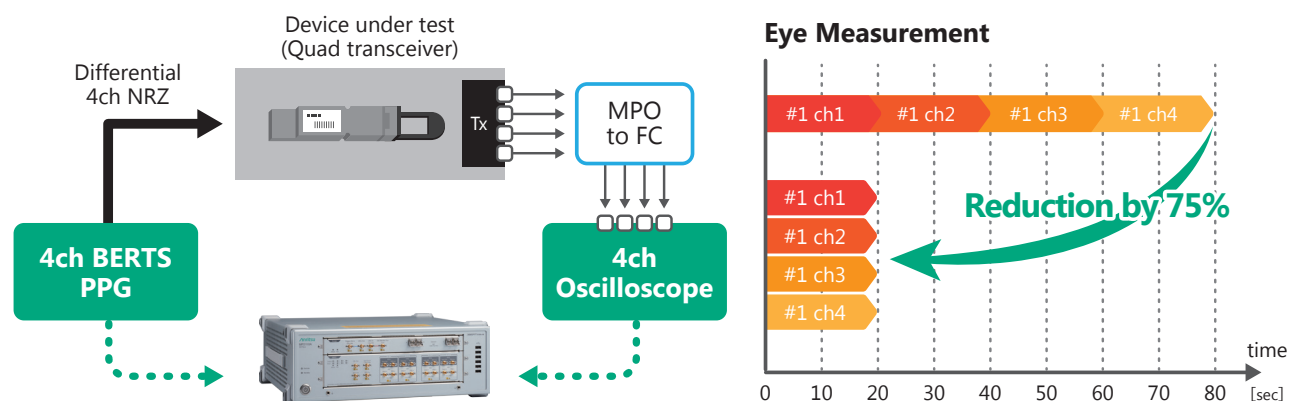 Device under test
(Quad transceiver)
Differential
4ch NRZ
Tx
MPO
to FC
4ch BERTS
PPG
4ch
Oscilloscope
Eye Measurement
#1 ch1
#1 ch2
#1 ch3
#1 ch4
#1 ch1
#1 ch2
#1 ch3
#1 ch4
Reduction by 75%
time
0 10 20 30 40 50 60 70 80 [sec]